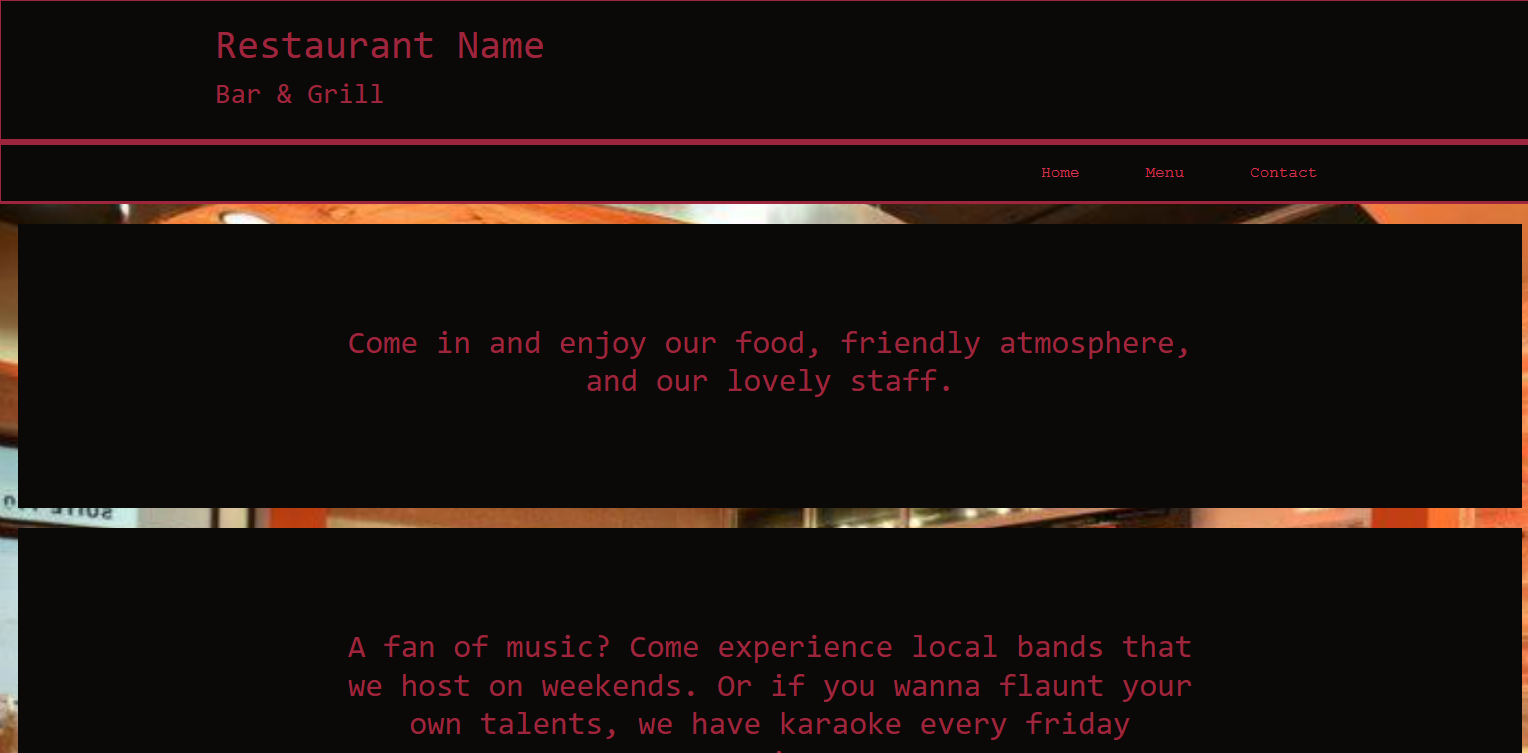 Restaurant Name
Bar & Grill
Home Menu Contact
Come in and enjoy our food, friendly atmosphere,
and our lovely staff.
A fan of music? Come experience local bands that
we host on weekends. Or if you wanna flaunt your
own talents, we have karaoke every friday